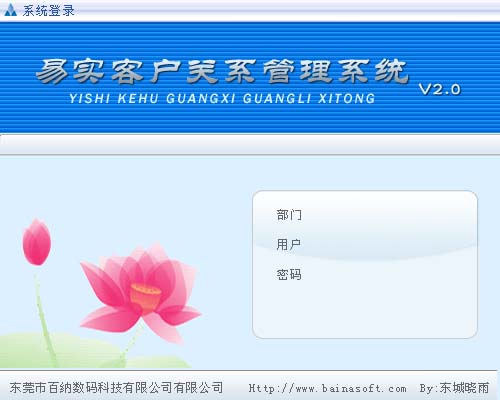 系统登录
易实客户关系管理系统 V2.0
YISHI KEHU GUANGXI GUANGLI XITONG
部门
用户
密码
东莞市百纳数码科技有限公司有限公司 Http://www.bainasoft.com By:东城晓雨